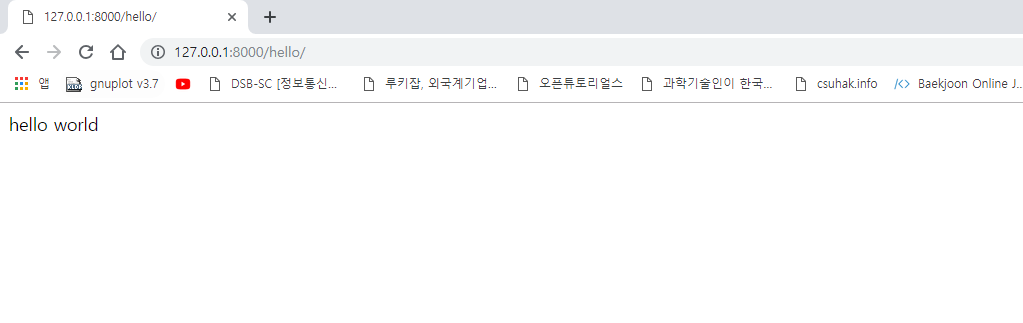 127.0.0.1:8000/hello/
127.0.0.1:8000/hello/
앱 gnuplot v3.7 DSB-SC [정보통신... 루키잡, 외국계기업... 오픈튜토리얼스 과학기술인이 한국... csuhak.info Baekjoon Online J...
hello world